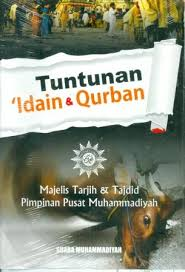 Tuntunan
'Idain & Qurban
Majelis Tarjih & Tajdid
Pimpinan Pusat Muhammadiyah
SUARA MUHAMMADIYAH